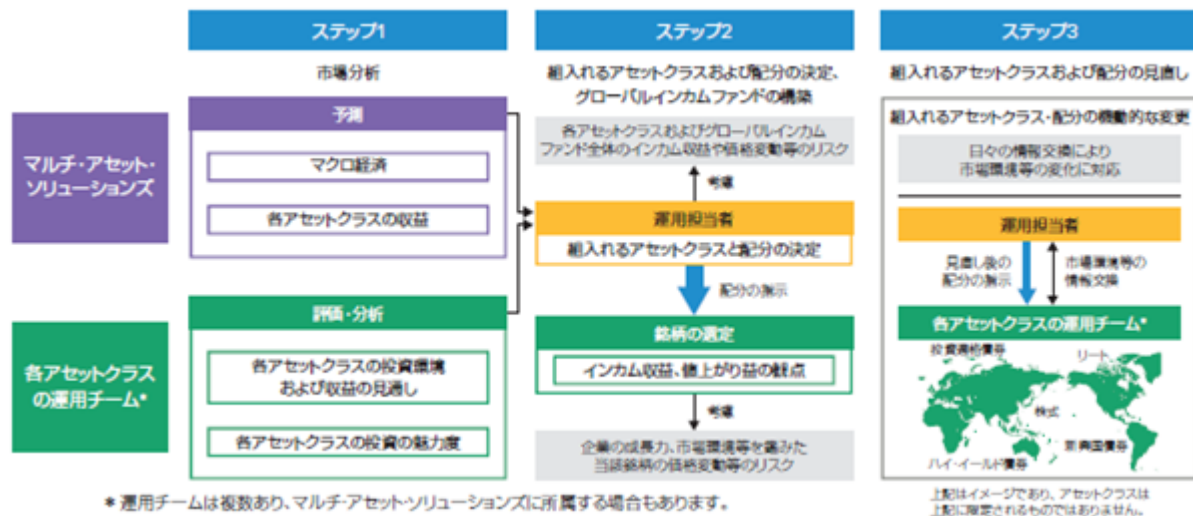 ステップ1
市場分析
マルチ・アセット・
ソリューションズ
予測
マクロ経済
各アセットクラスの収益
各アセットクラス
の運用チーム*
評価・分析
各アセットクラスの投資環境
および収益の見通し
各アセットクラスの投資の魅力度
ステップ2
組入れるアセットクラスおよび配分の決定、
グローバルインカムファンドの構築
各アセットクラスおよびグローバルインカム
ファンド全体のインカム収益や価格変動等のリスク
考慮
運用担当者
組入れるアセットクラスと配分の決定
配分の指示
銘柄の選定
インカム収益、値上がり益の観点
考慮
企業の成長力、市場環境等を鑑みた
当該銘柄の価格変動等のリスク
ステップ3
組入れるアセットクラスおよび配分の見直し
組入れるアセットクラス・配分の機動的な変更
日々の情報交換により
市場環境等の変化に対応
運用担当者
見直し後の
配分の指示
市場環境等の
情報交換
各アセットクラスの運用チーム*
投資適格債券
リート
株式
新興国債券
ハイ・イールド債券
上記はイメージであり、アセットクラスは
上記に限定されるものではありません。
* 運用チームは複数あり、マルチ・アセット・ソリューションズに所属する場合もあります。